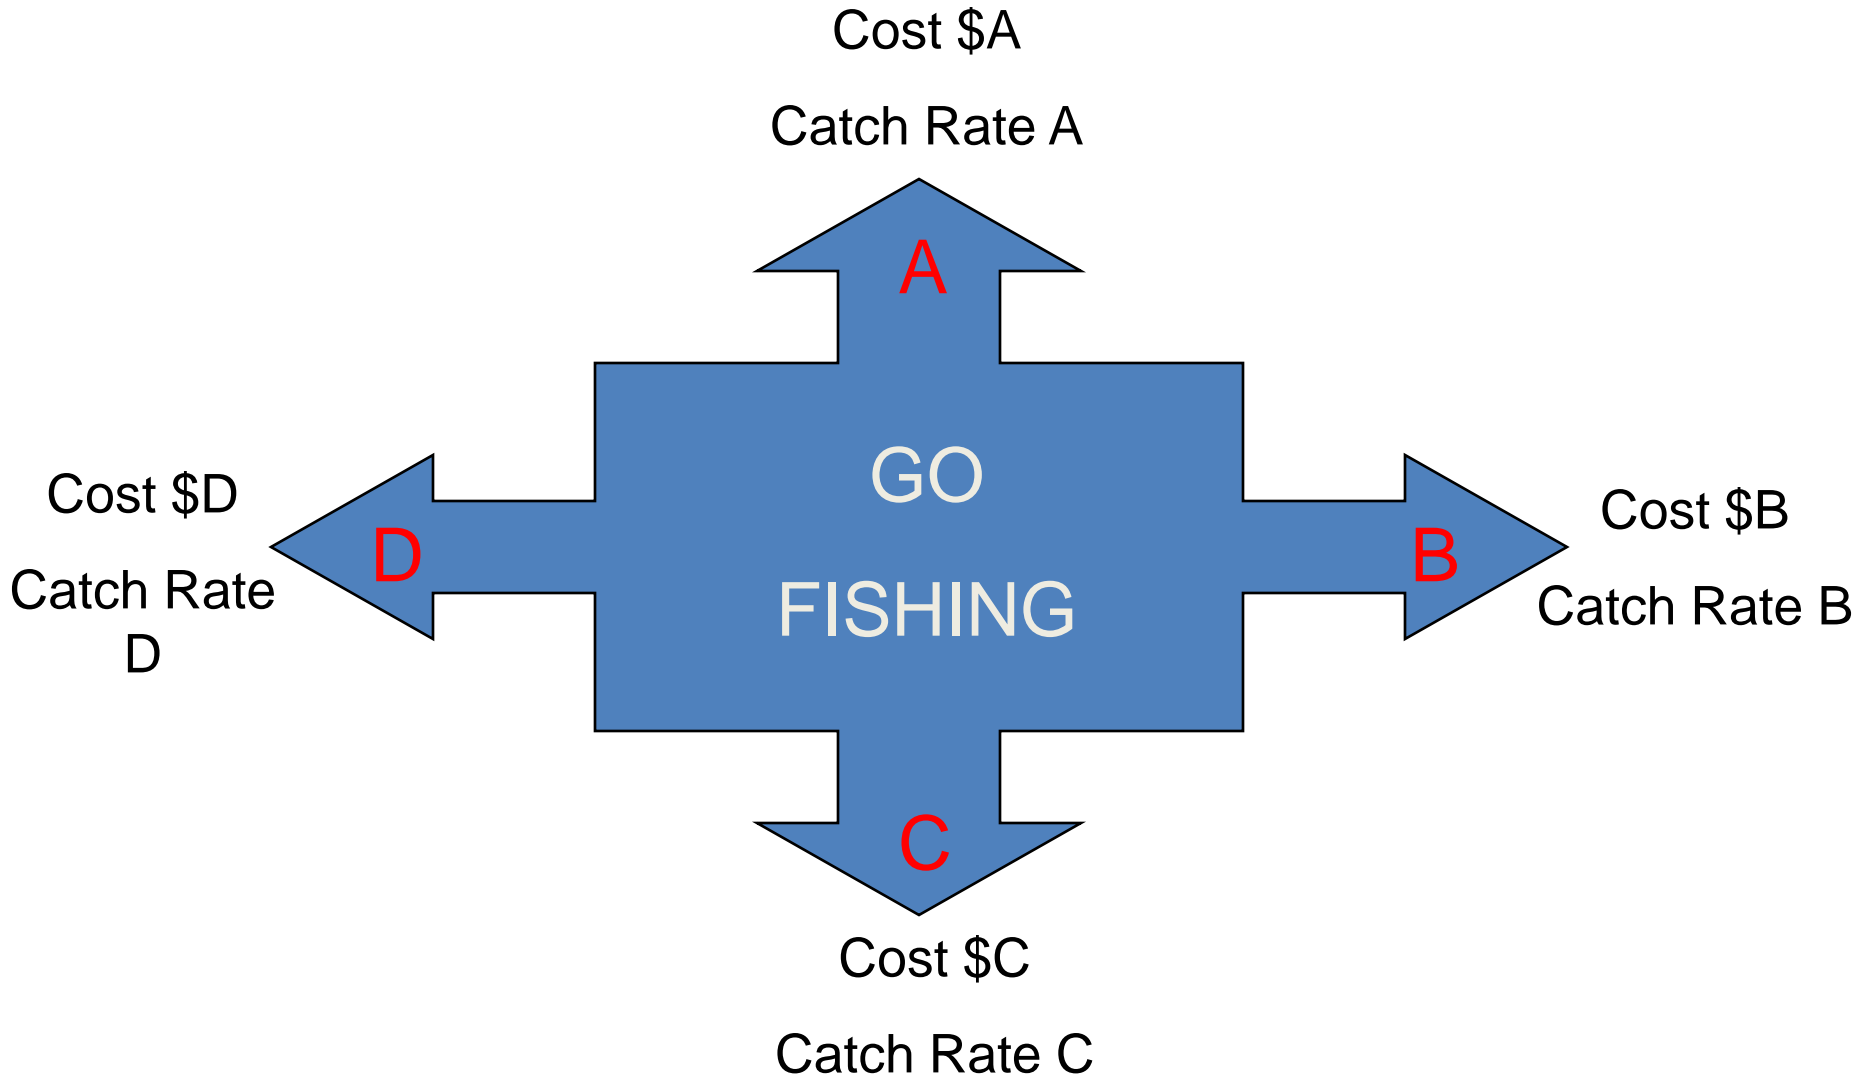 Cost $A
Catch Rate A
A
GO
FISHING
Cost $D
Catch Rate
D
D
B
Cost $B
Catch Rate B
C
Cost $C
Catch Rate C